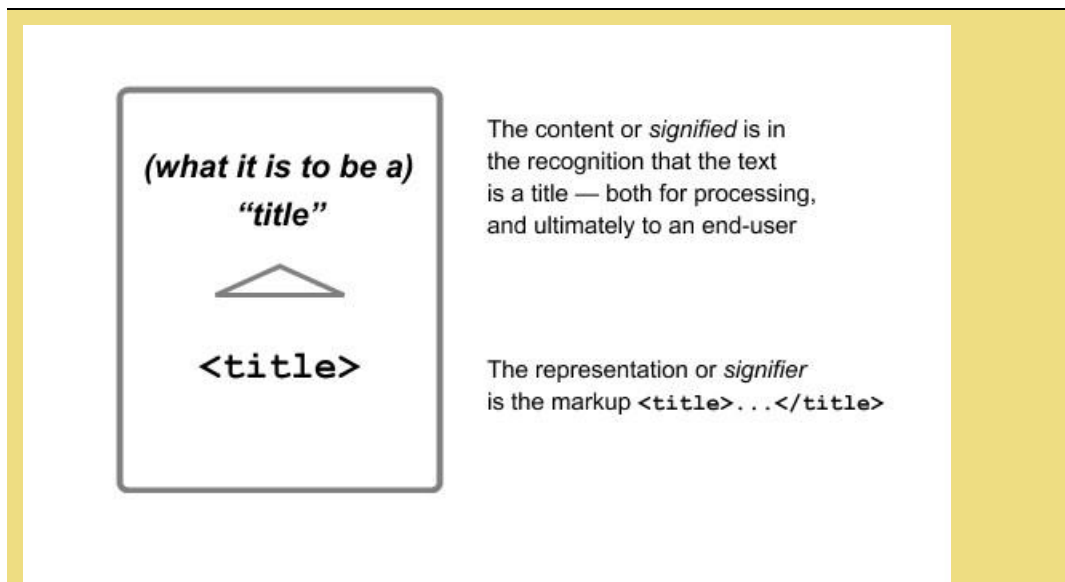 (what it is to be a)
“title”
<title>
The content or signified is in
the recognition that the text
is a title — both for processing,
and ultimately to an end-user
The representation or signifier
is the markup <title>...</title>